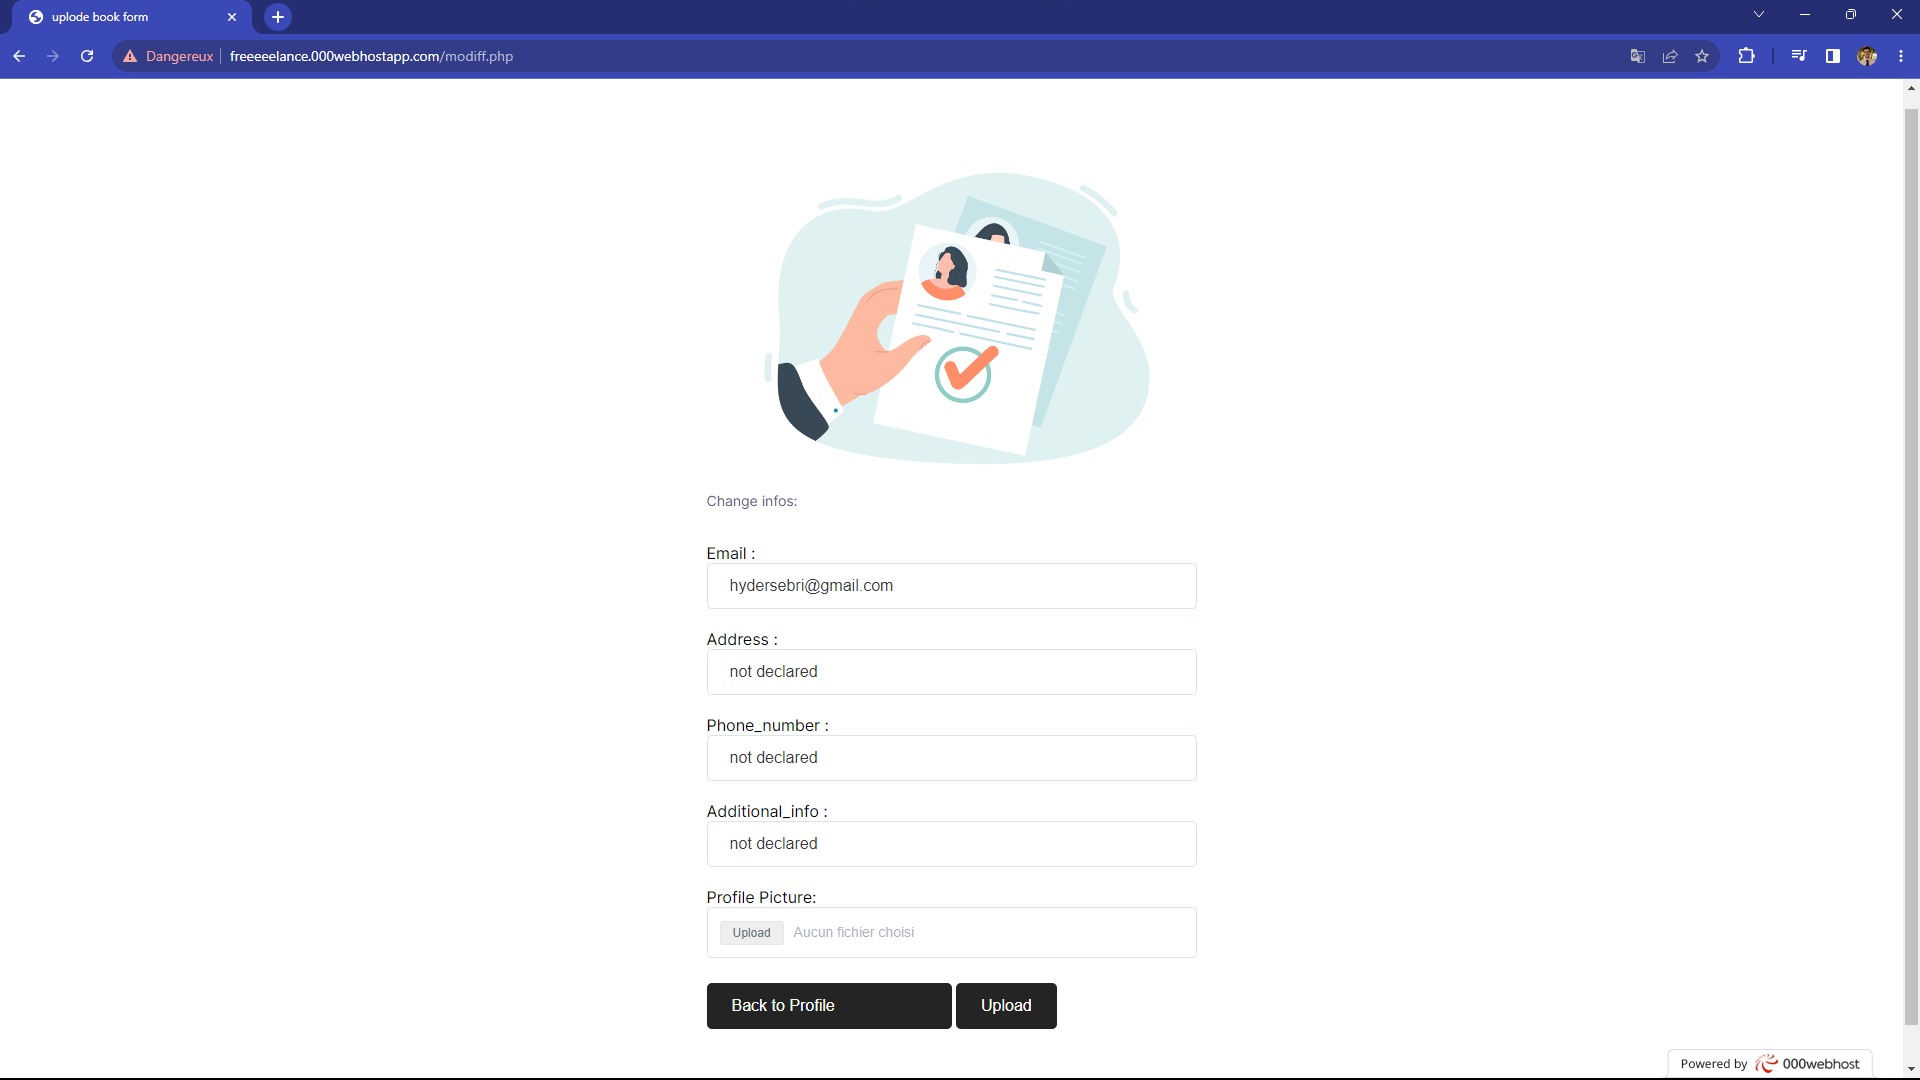 uplode book form
Dangereux freeeeelance.000webhostapp.com/modiff.php
Change infos:
Email :
hydersebri@gmail.com
Address :
not declared
Phone_number :
not declared
Additional_info :
not declared
Profile Picture:
Upload Aucun fichier choisi
Back to Profile Upload
Powered by 000webhost